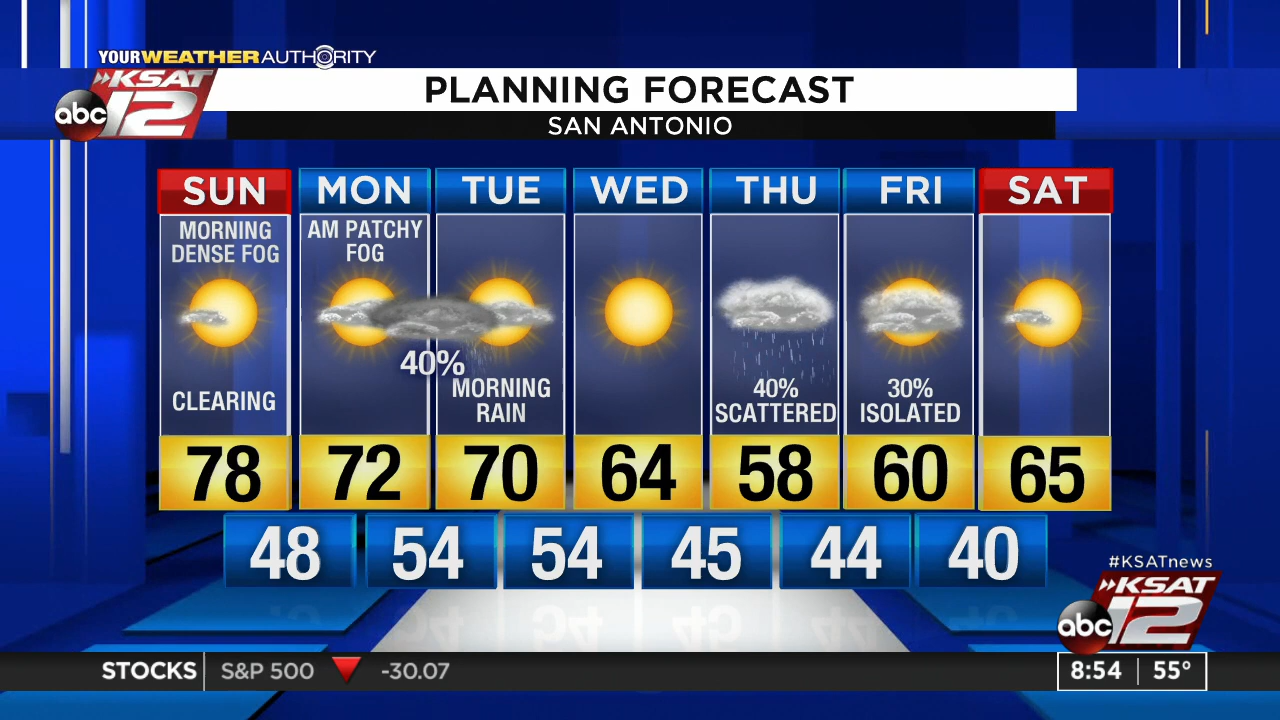 YOURWEATHERAUTHORITY
KSAT
abc 12
PLANNING FORECAST
SAN ANTONIO
SUN MON TUE WED THU FRI SAT
MORNING
DENSE FOG
CLEARING
AM PATCHY
FOG
40%
MORNING
RAIN
40%
SCATTERED
30%
ISOLATED
78 72 70 64 58 60 65
48 54 54 45 44 40
#KSATnews
KSAT
abc 12
STOCKS S&P 500 -30.07
8:54 55°